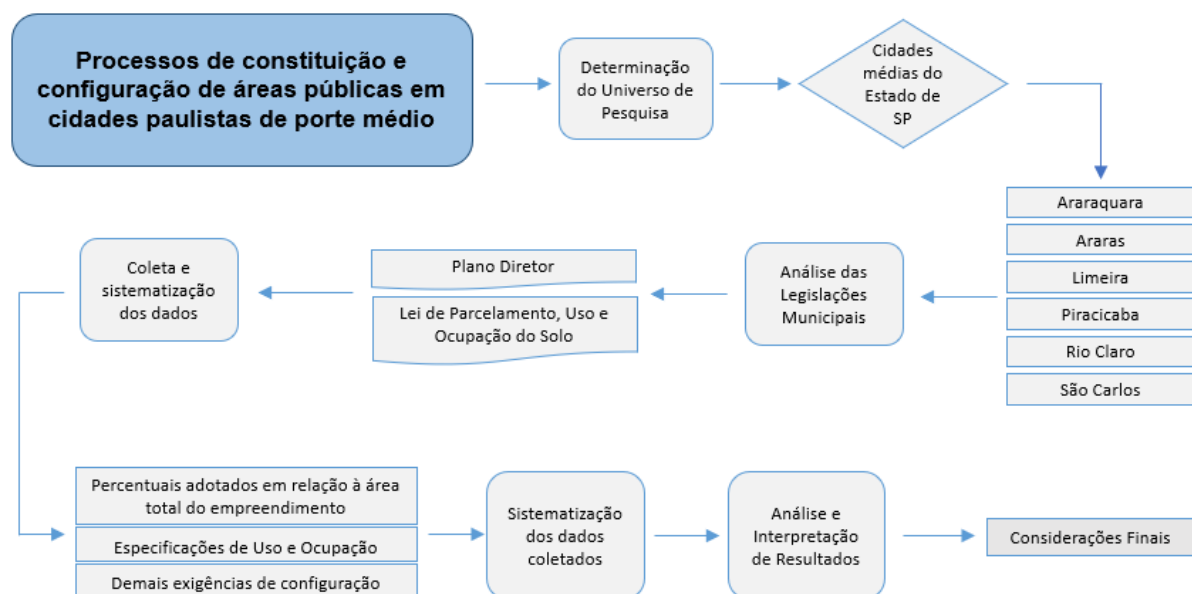 Processos de constituição e
configuração de áreas públicas em
cidades paulistas de porte médio
Determinação
do Universo de
Pesquisa
Cidades
médias do
Estado de
SP
Araraquara
Araras
Limeira
Piracicaba
Rio Claro
São Carlos
Análise das
Legislações
Municipais
Plano Diretor
Lei de Parcelamento, Uso e
Ocupação do Solo
Coleta e
sistematização
dos dados
Percentuais adotados em relação à área
total do empreendimento
Especificações de Uso e Ocupação
Demais exigências de configuração
Sistematização
dos dados
coletados
Análise e
Interpretação
de Resultados
Considerações Finais